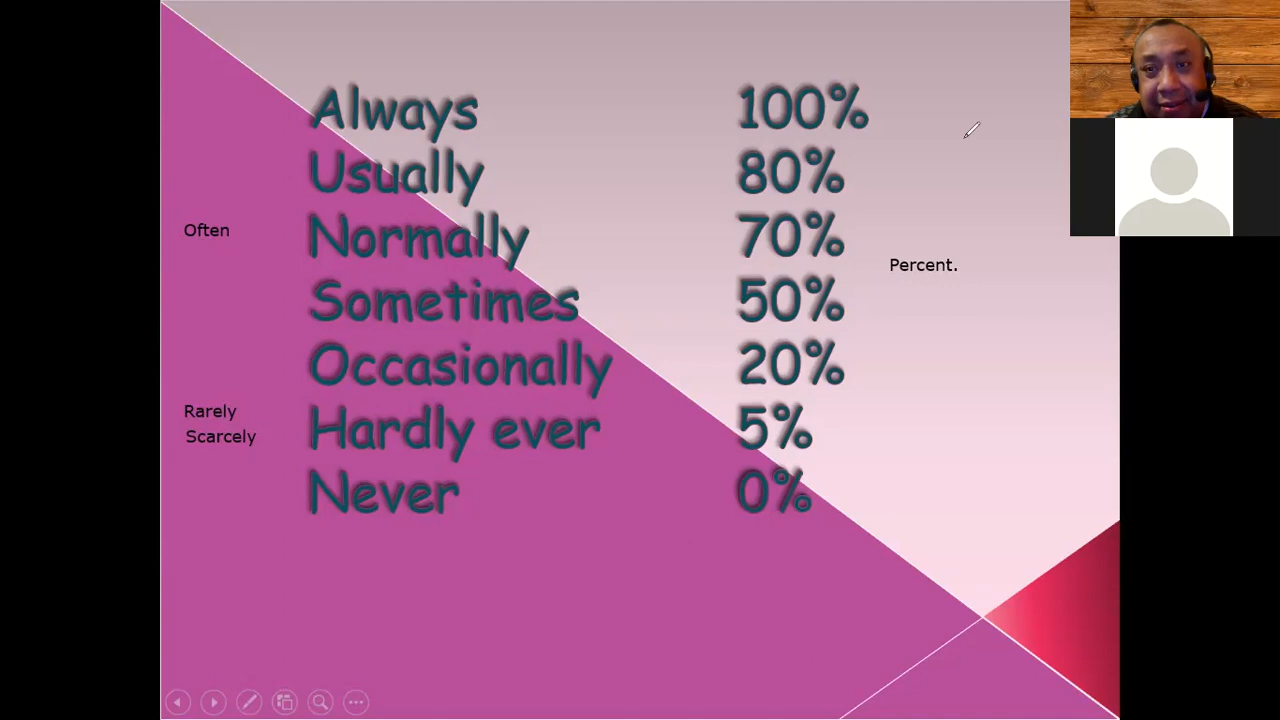 Always 100%
Usually 80%
Often Normally 70%
Percent.
Sometimes 50%
Occasionally 20%
Rarely
Hardly ever 5%
Scarcely
Never 0%